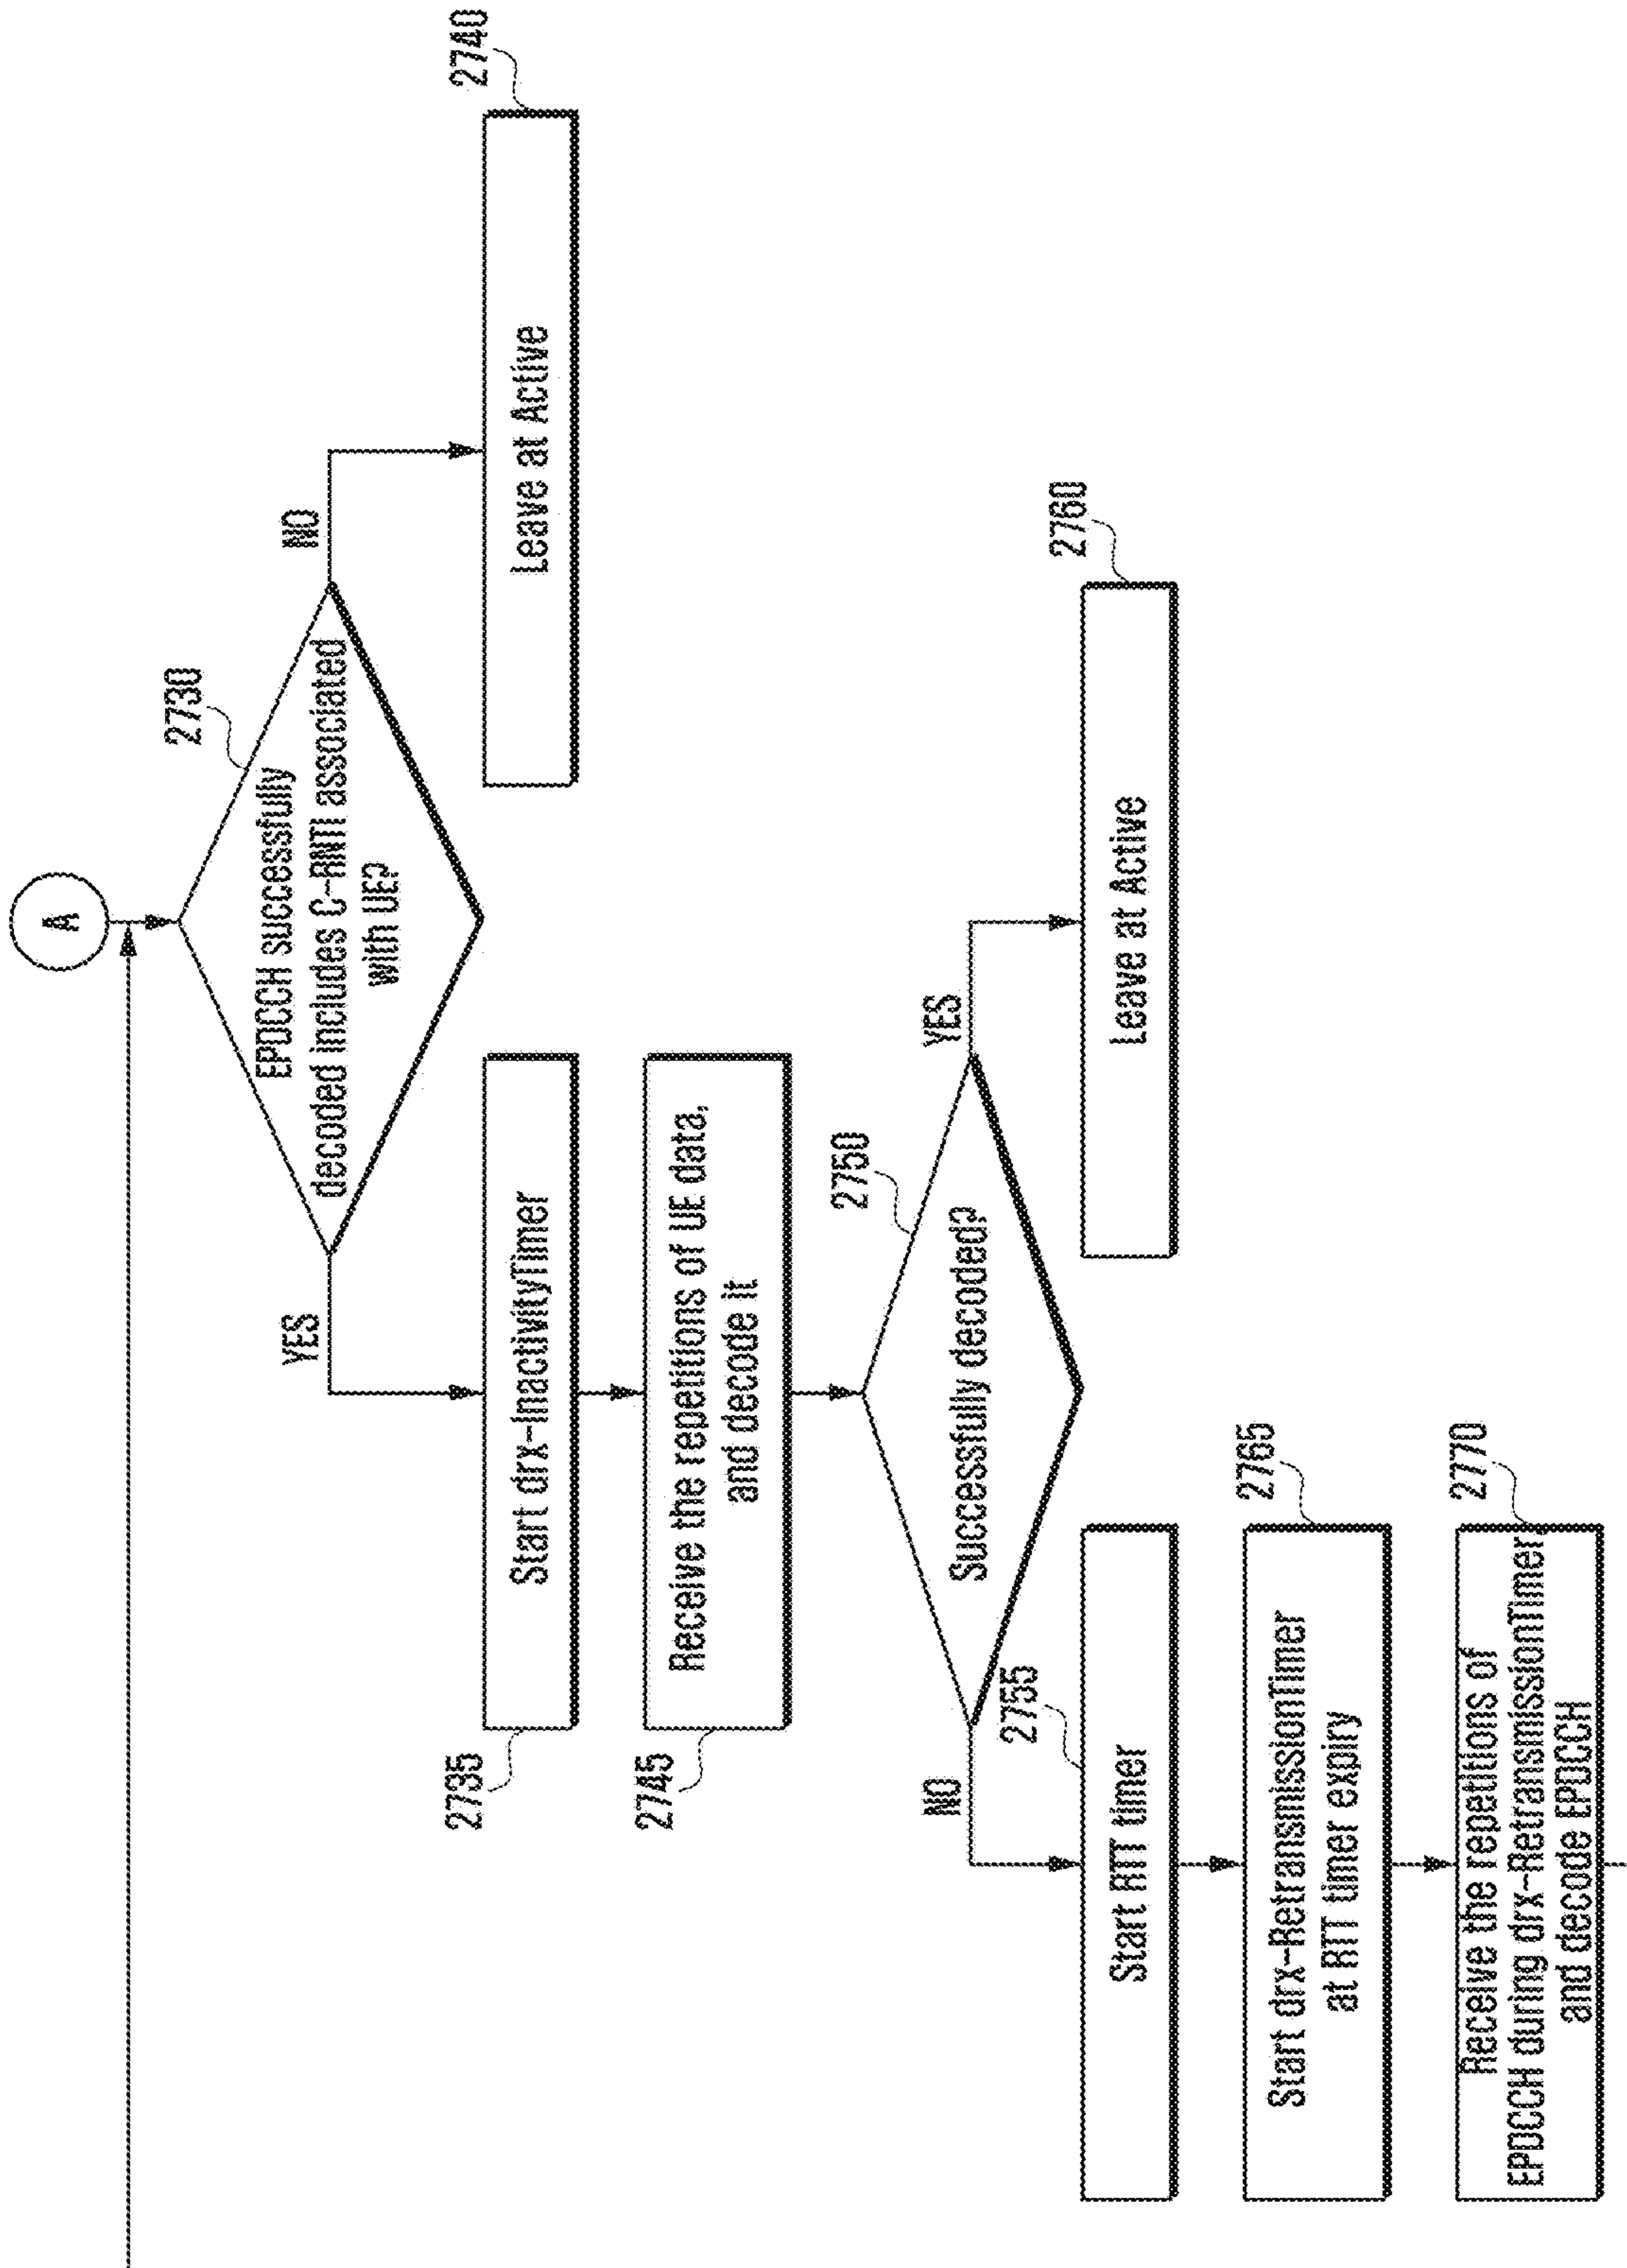 A
2730
EPDCCH successfully
decoded includes C-RNTI associated
with UE?
YES
NO
2735
Start drx-InactivityTimer
2740
Leave at Active
2745
Receive the repetitions of UE data,
and decode it
2750
Successfully decoded?
NO
YES
2755
Start RTT timer
2760
Leave at Active
2765
Start drx-RetransmissionTimer
at RTT timer expiry
2770
Receive the repetitions of
EPDCCH during drx-RetransmissionTimer
and decode EPDCCH